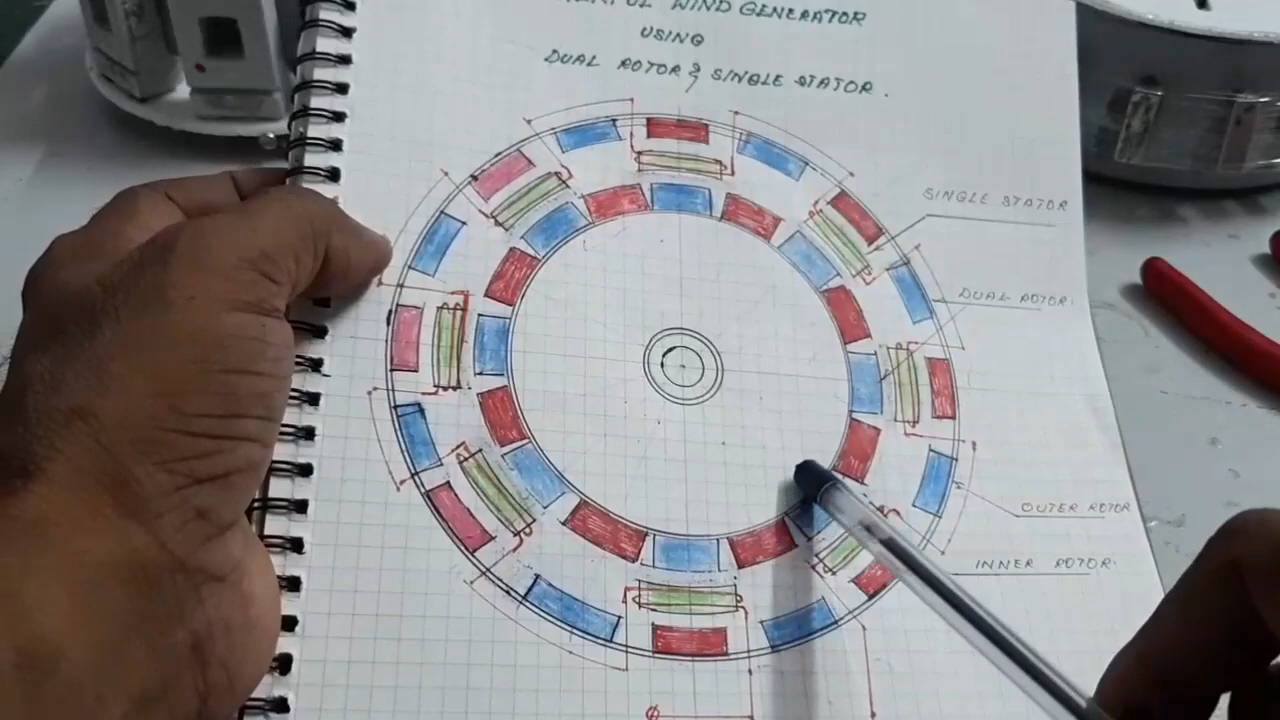 WIND GENERATOR
USING
DUAL ROTOR & SINGLE STATOR.
SINGLE STATOR
DUAL ROTOR:
OUTER ROTOR
INNER ROTOR: